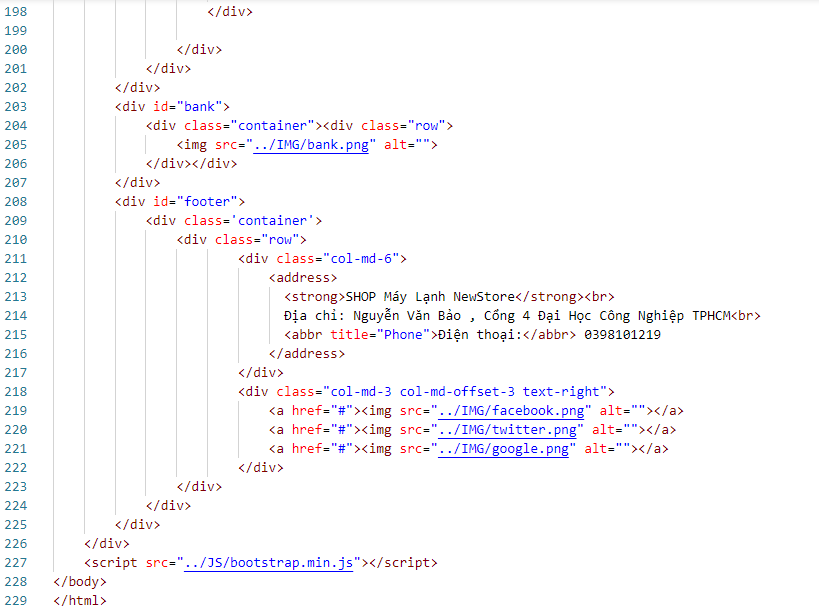 198                         </div>
199
200                     </div>
201                 </div>
202             </div>
203             <div id="bank">
204                 <div class="container"><div class="row">
205                     <img src="../IMG/bank.png" alt="">
206                 </div></div>
207             </div>
208             <div id="footer">
209                 <div class='container'>
210                     <div class="row">
211                             <div class="col-md-6">
212                                 <address>
213                                   <strong>SHOP Máy Lạnh NewStore</strong><br>
214                                   Địa chỉ: Nguyễn Văn Bảo , Cổng 4 Đại Học Công Nghiệp TPHCM<br>
215                                   <abbr title="Phone">Điện thoại:</abbr> 0398101219
216                                 </address>
217                             </div>
218                             <div class="col-md-3 col-md-offset-3 text-right">
219                                 <a href="#"><img src="../IMG/facebook.png" alt=""></a>
220                                 <a href="#"><img src="../IMG/twitter.png" alt=""></a>
221                                 <a href="#"><img src="../IMG/google.png" alt=""></a>
222                             </div>
223                     </div>
224                 </div>
225             </div>
226         </div>
227         <script src="../JS/bootstrap.min.js"></script>
228     </body>
229     </html>